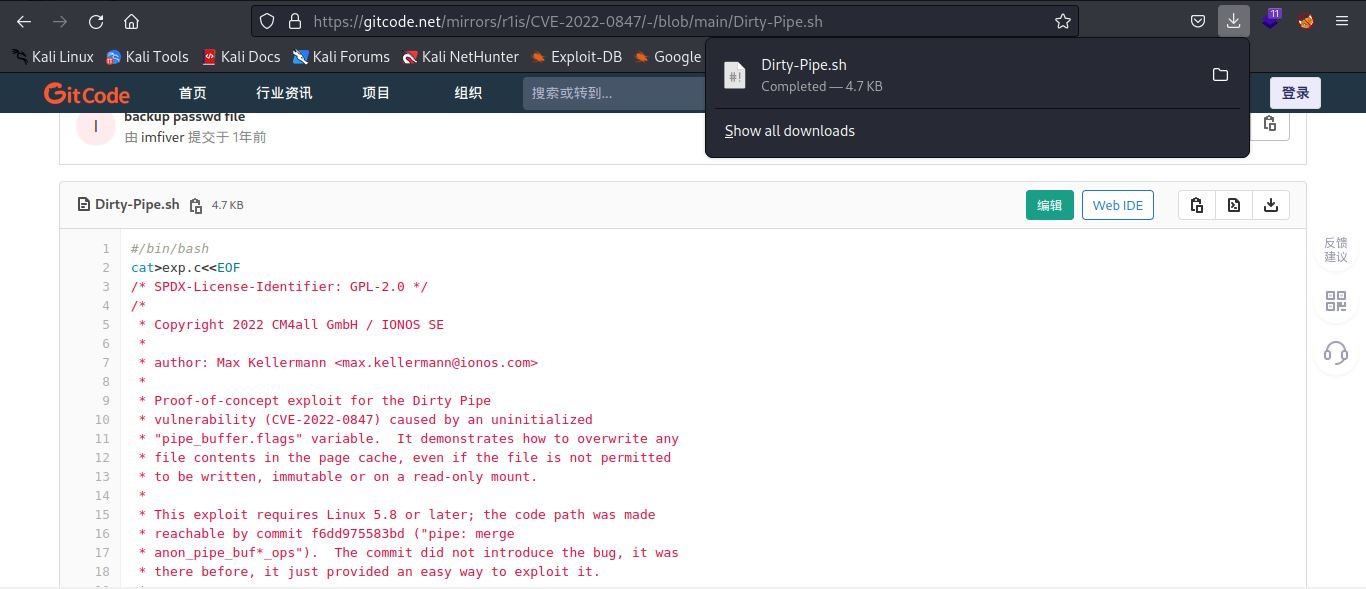 https://gitcode.net/mirrors/r1is/CVE-2022-0847/-/blob/main/Dirty-Pipe.sh
11
Kali Linux Kali Tools Kali Docs Kali Forums Kali NetHunter Exploit-DB Google
Dirty-Pipe.sh
Completed — 4.7 KB
Show all downloads
GitCode 首页 行业资讯 项目 组织 搜索或转到... 登录
I
backup passwd file
由 imfiver 提交于 1年前
Dirty-Pipe.sh 4.7 KB 编辑 Web IDE
1 #/bin/bash
2 cat>exp.c<<EOF
3 /* SPDX-License-Identifier: GPL-2.0 */
4 /*
5 * Copyright 2022 CM4all GmbH / IONOS SE
6 *
7 * author: Max Kellermann <max.kellermann@ionos.com>
8 *
9 * Proof-of-concept exploit for the Dirty Pipe
10 * vulnerability (CVE-2022-0847) caused by an uninitialized
11 * "pipe_buffer.flags" variable.  It demonstrates how to overwrite any
12 * file contents in the page cache, even if the file is not permitted
13 * to be written, immutable or on a read-only mount.
14 *
15 * This exploit requires Linux 5.8 or later; the code path was made
16 * reachable by commit f6dd975583bd ("pipe: merge
17 * anon_pipe_buf*_ops").  The commit did not introduce the bug, it was
18 * there before, it just provided an easy way to exploit it.
反馈
建议